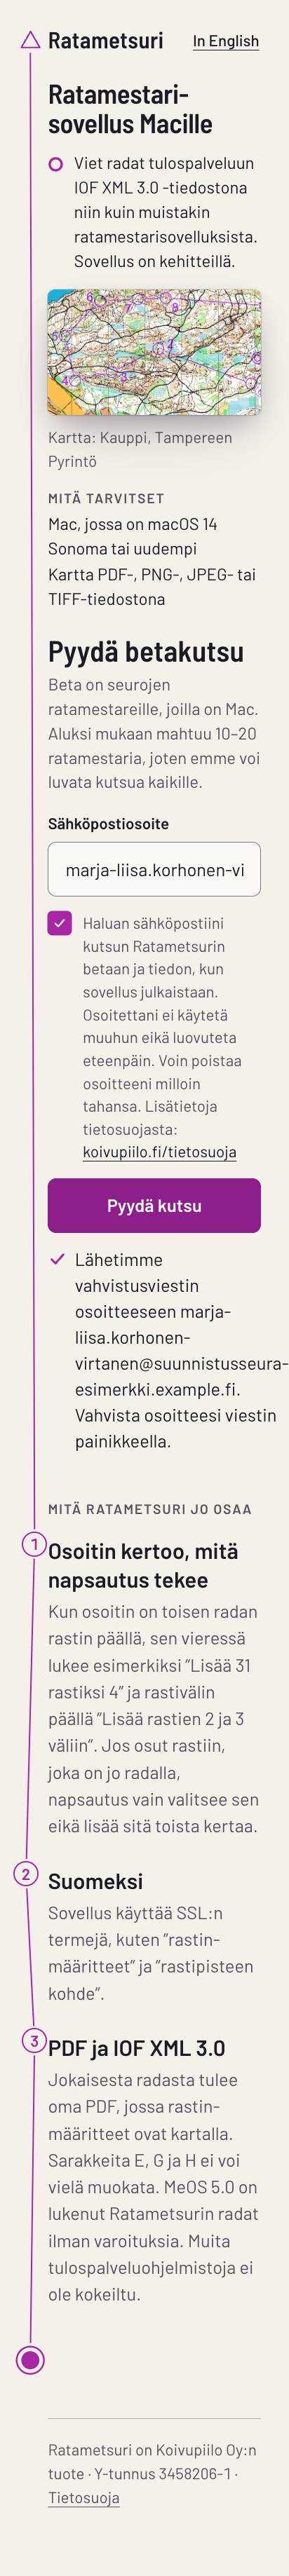 Ratametsuri
In English
Ratamestari-
sovellus Macille
Viet radat tulospalveluun
IOF XML 3.0 -tiedostona
niin kuin muistakin
ratamestarisovelluksista.
Sovellus on kehitteillä.
Kartta: Kauppi, Tampereen
Pyrintö
MITÄ TARVITSET
Mac, jossa on macOS 14
Sonoma tai uudempi
Kartta PDF-, PNG-, JPEG- tai
TIFF-tiedostona
Pyydä betakutsu
Beta on seurojen
ratamestareille, joilla on Mac.
Aluksi mukaan mahtuu 10–20
ratamestaria, joten emme voi
luvata kutsua kaikille.
Sähköpostiosoite
marja-liisa.korhonen-vi
Haluan sähköpostiini
kutsun Ratametsurin
betaan ja tiedon, kun
sovellus julkaistaan.
Osoitettani ei käytetä
muuhun eikä luovuteta
eteenpäin. Voin poistaa
osoitteeni milloin
tahansa. Lisätietoja
tietosuojasta:
koivupiilo.fi/tietosuoja
Pyydä kutsu
Lähetimme
vahvistusviestin
osoitteeseen marja-
liisa.korhonen-
virtanen@suunnistusseura-
esimerkki.example.fi.
Vahvista osoitteesi viestin
painikkeella.
MITÄ RATAMETSURI JO OSAA
1
Osoitin kertoo, mitä
napsautus tekee
Kun osoitin on toisen radan
rastin päällä, sen vieressä
lukee esimerkiksi ”Lisää 31
rastiksi 4” ja rastivälin
päällä ”Lisää rastien 2 ja 3
väliin”. Jos osut rastiin,
joka on jo radalla,
napsautus vain valitsee sen
eikä lisää sitä toista kertaa.
2
Suomeksi
Sovellus käyttää SSL:n
termejä, kuten ”rastin-
määritteet” ja ”rastipisteen
kohde”.
3
PDF ja IOF XML 3.0
Jokaisesta radasta tulee
oma PDF, jossa rastin-
määritteet ovat kartalla.
Sarakkeita E, G ja H ei voi
vielä muokata. MeOS 5.0 on
lukenut Ratametsurin radat
ilman varoituksia. Muita
tulospalveluohjelmistoja ei
ole kokeiltu.
Ratametsuri on Koivupiilo Oy:n
tuote · Y-tunnus 3458206-1 ·
Tietosuoja